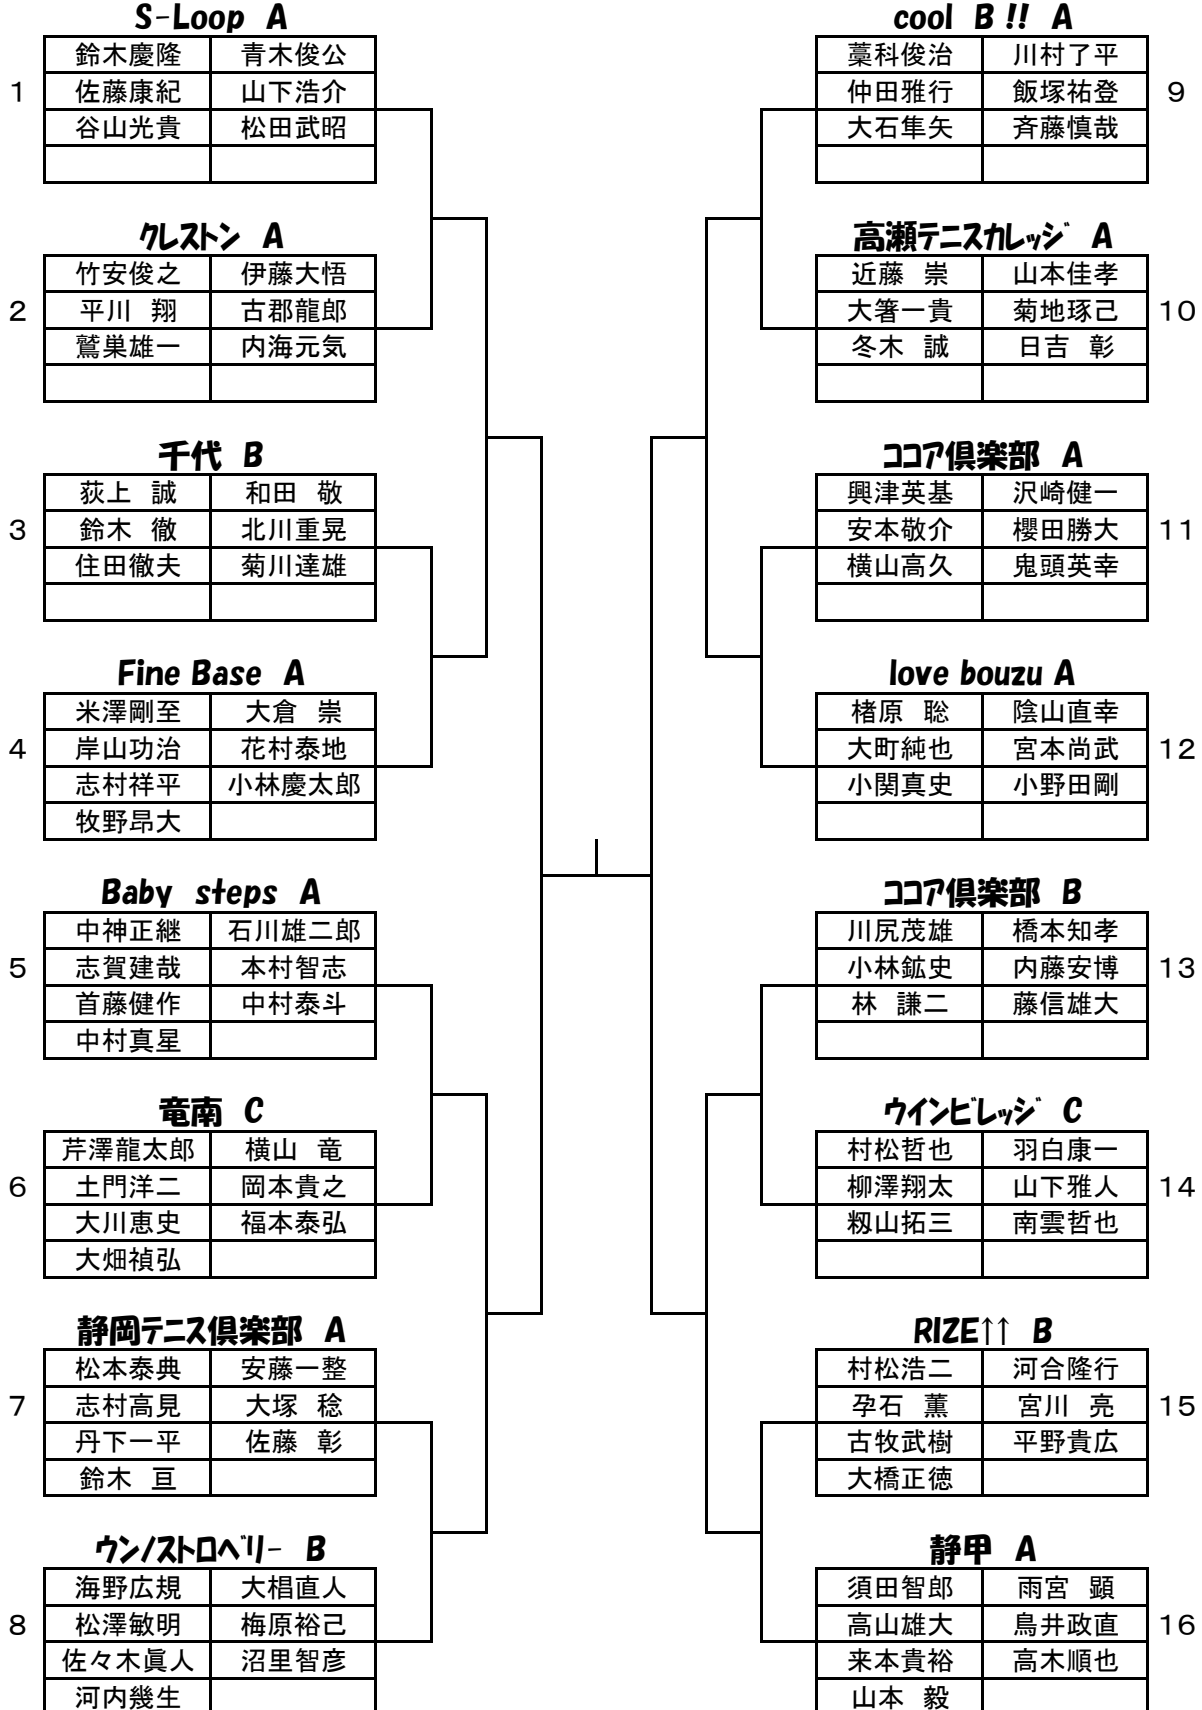 S-Loop A
1
鈴木慶隆 青木俊公
佐藤康紀 山下浩介
谷山光貴 松田武昭
クレストン A
2
竹安俊之 伊藤大悟
平川 翔 古郡龍郎
鷲巣雄一 内海元気
千代 B
3
荻上 誠 和田 敬
鈴木 徹 北川重晃
住田徹夫 菊川達雄
Fine Base A
4
米澤剛至 大倉 崇
岸山功治 花村泰地
志村祥平 小林慶太郎
牧野昂大
Baby steps A
5
中神正継 石川雄二郎
志賀建哉 本村智志
首藤健作 中村泰斗
中村真星
竜南 C
6
芹澤龍太郎 横山 竜
土門洋二 岡本貴之
大川恵史 福本泰弘
大畑禎弘
静岡テニス倶楽部 A
7
松本泰典 安藤一整
志村高見 大塚 稔
丹下一平 佐藤 彰
鈴木 亘
ウンノストロベリー B
8
海野広規 大椙直人
松澤敏明 梅原裕己
佐々木眞人 沼里智彦
河内幾生
cool B !! A
9
藁科俊治 川村了平
仲田雅行 飯塚祐登
大石隼矢 斉藤慎哉
高瀬テニスカレッジ A
10
近藤 崇 山本佳孝
大箸一貴 菊地琢己
冬木 誠 日吉 彰
ココア倶楽部 A
11
興津英基 沢崎健一
安本敬介 櫻田勝大
横山高久 鬼頭英幸
love bouzu A
12
楮原 聡 陰山直幸
大町純也 宮本尚武
小関真史 小野田剛
ココア倶楽部 B
13
川尻茂雄 橋本知孝
小林鉱史 内藤安博
林 謙二 藤信雄大
ウインビレッジ C
14
村松哲也 羽白康一
柳澤翔太 山下雅人
籾山拓三 南雲哲也
RIZE↑↑ B
15
村松浩二 河合隆行
孕石 薫 宮川 亮
古牧武樹 平野貴広
大橋正徳
静甲 A
16
須田智郎 雨宮 顕
高山雄大 鳥井政直
来本貴裕 高木順也
山本 毅